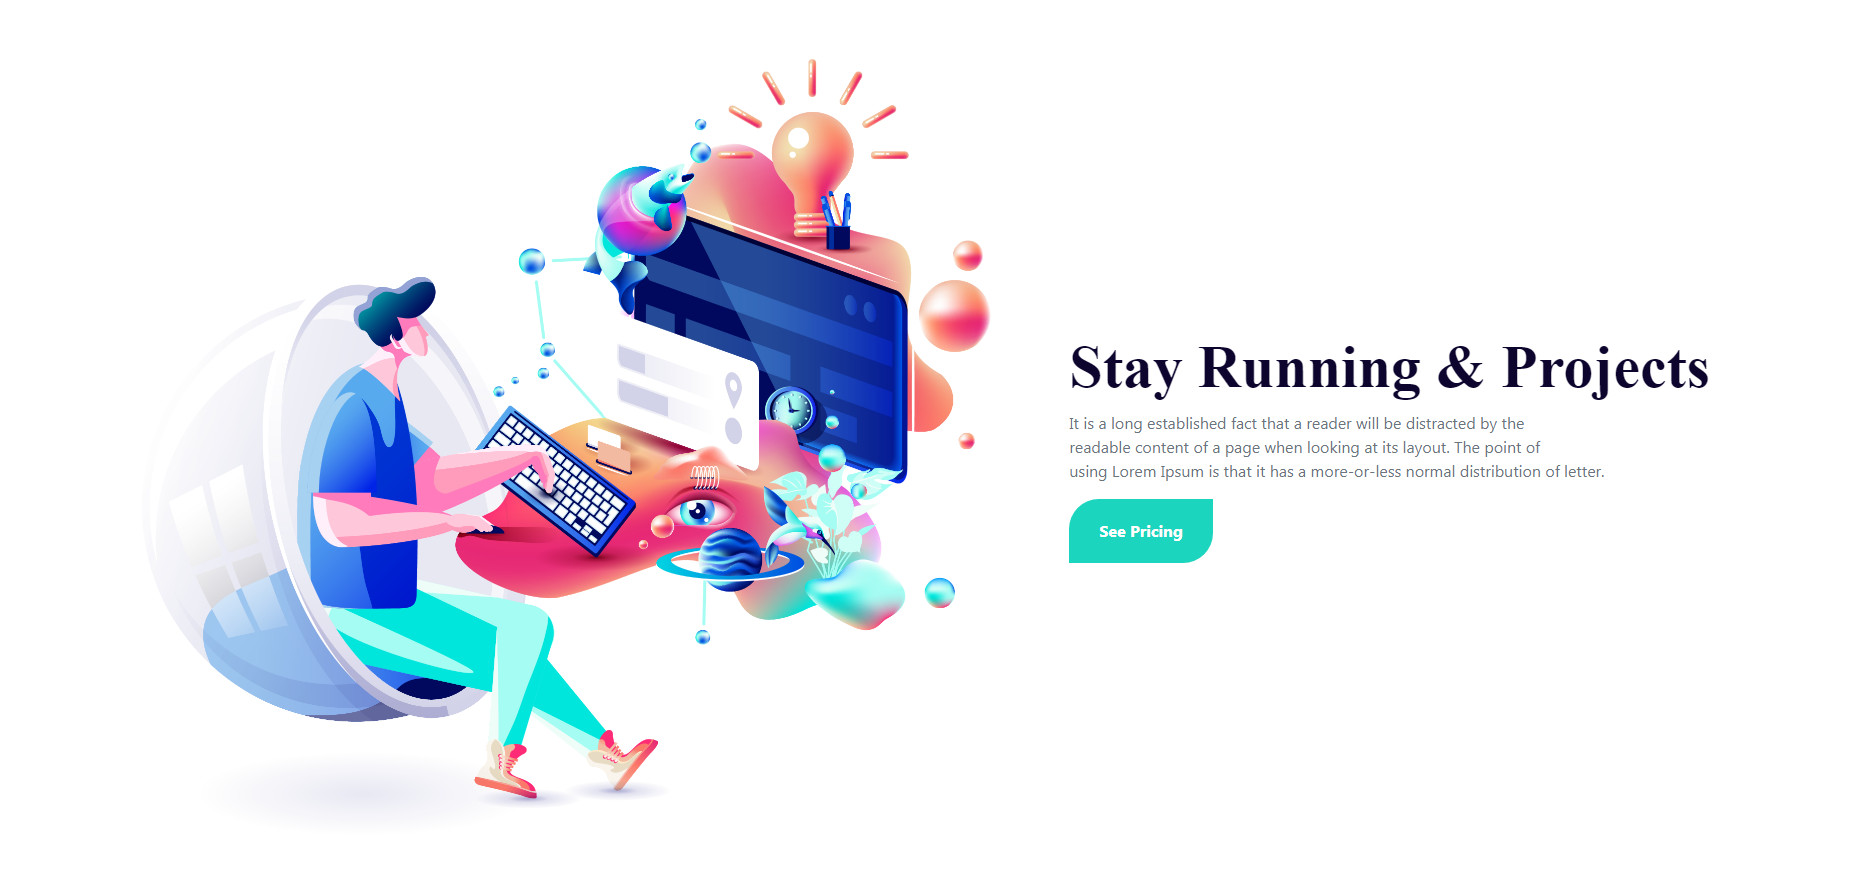 Stay Running & Projects
It is a long established fact that a reader will be distracted by the
readable content of a page when looking at its layout. The point of
using Lorem Ipsum is that it has a more-or-less normal distribution of letter.
See Pricing